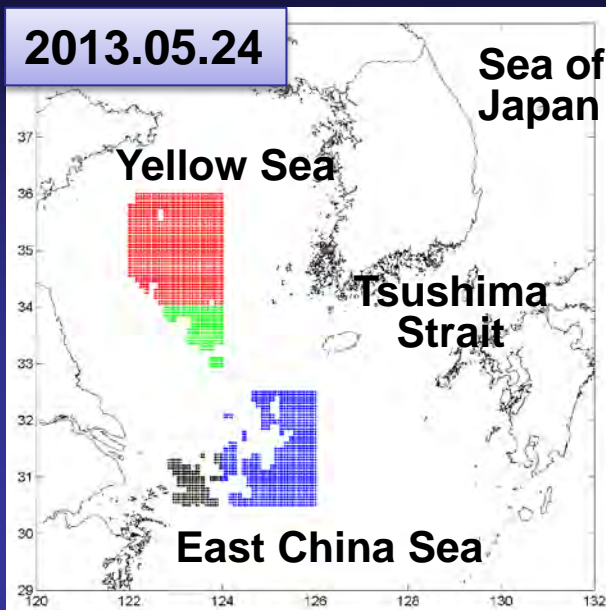 2013.05.24
Sea of
Japan
Yellow Sea
Tsushima
Strait
East China Sea
37
36
35
34
33
32
31
30
29
120
122
124
126
128
130
132